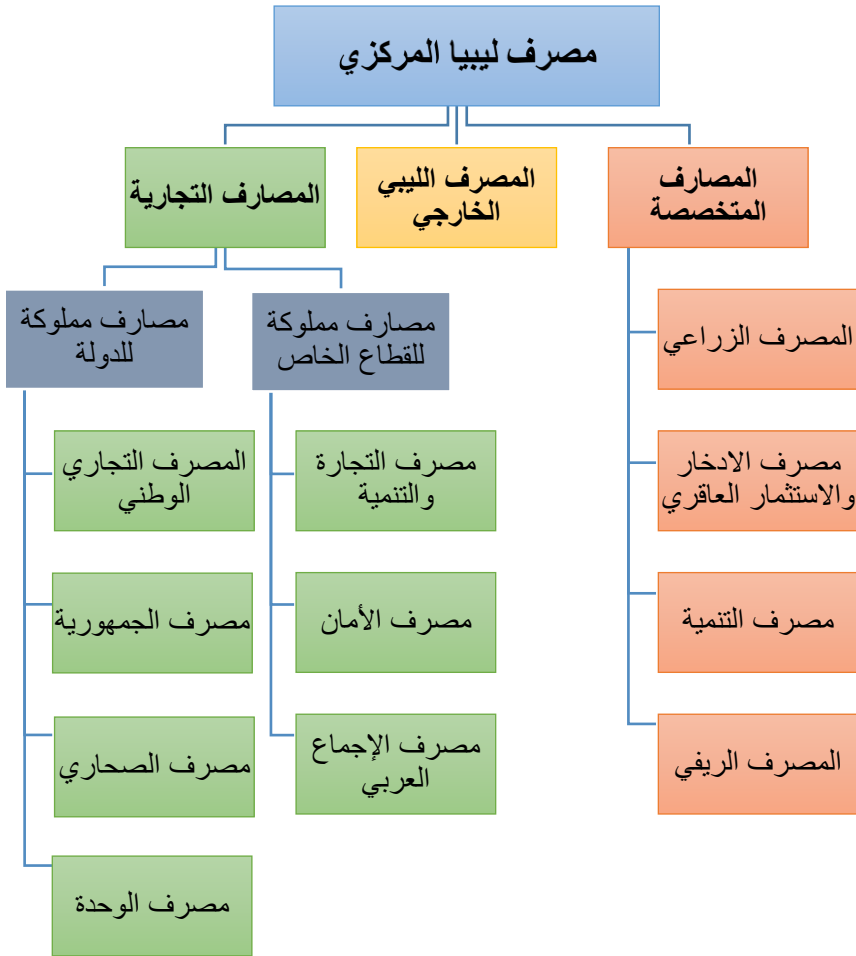 مصرف ليبيا المركزي
المصارف
المتخصصة
المصرف الليبي
الخارجي
المصارف التجارية
المصرف الزراعي
مصرف الادخار
والاستثمار العاقري
مصرف التنمية
المصرف الريفي
مصارف مملوكة
للقطاع الخاص
مصرف التجارة
والتنمية
مصرف الأمان
مصرف الإجماع
العربي
مصارف مملوكة
للدولة
المصرف التجاري
الوطني
مصرف الجمهورية
مصرف الصحاري
مصرف الوحدة